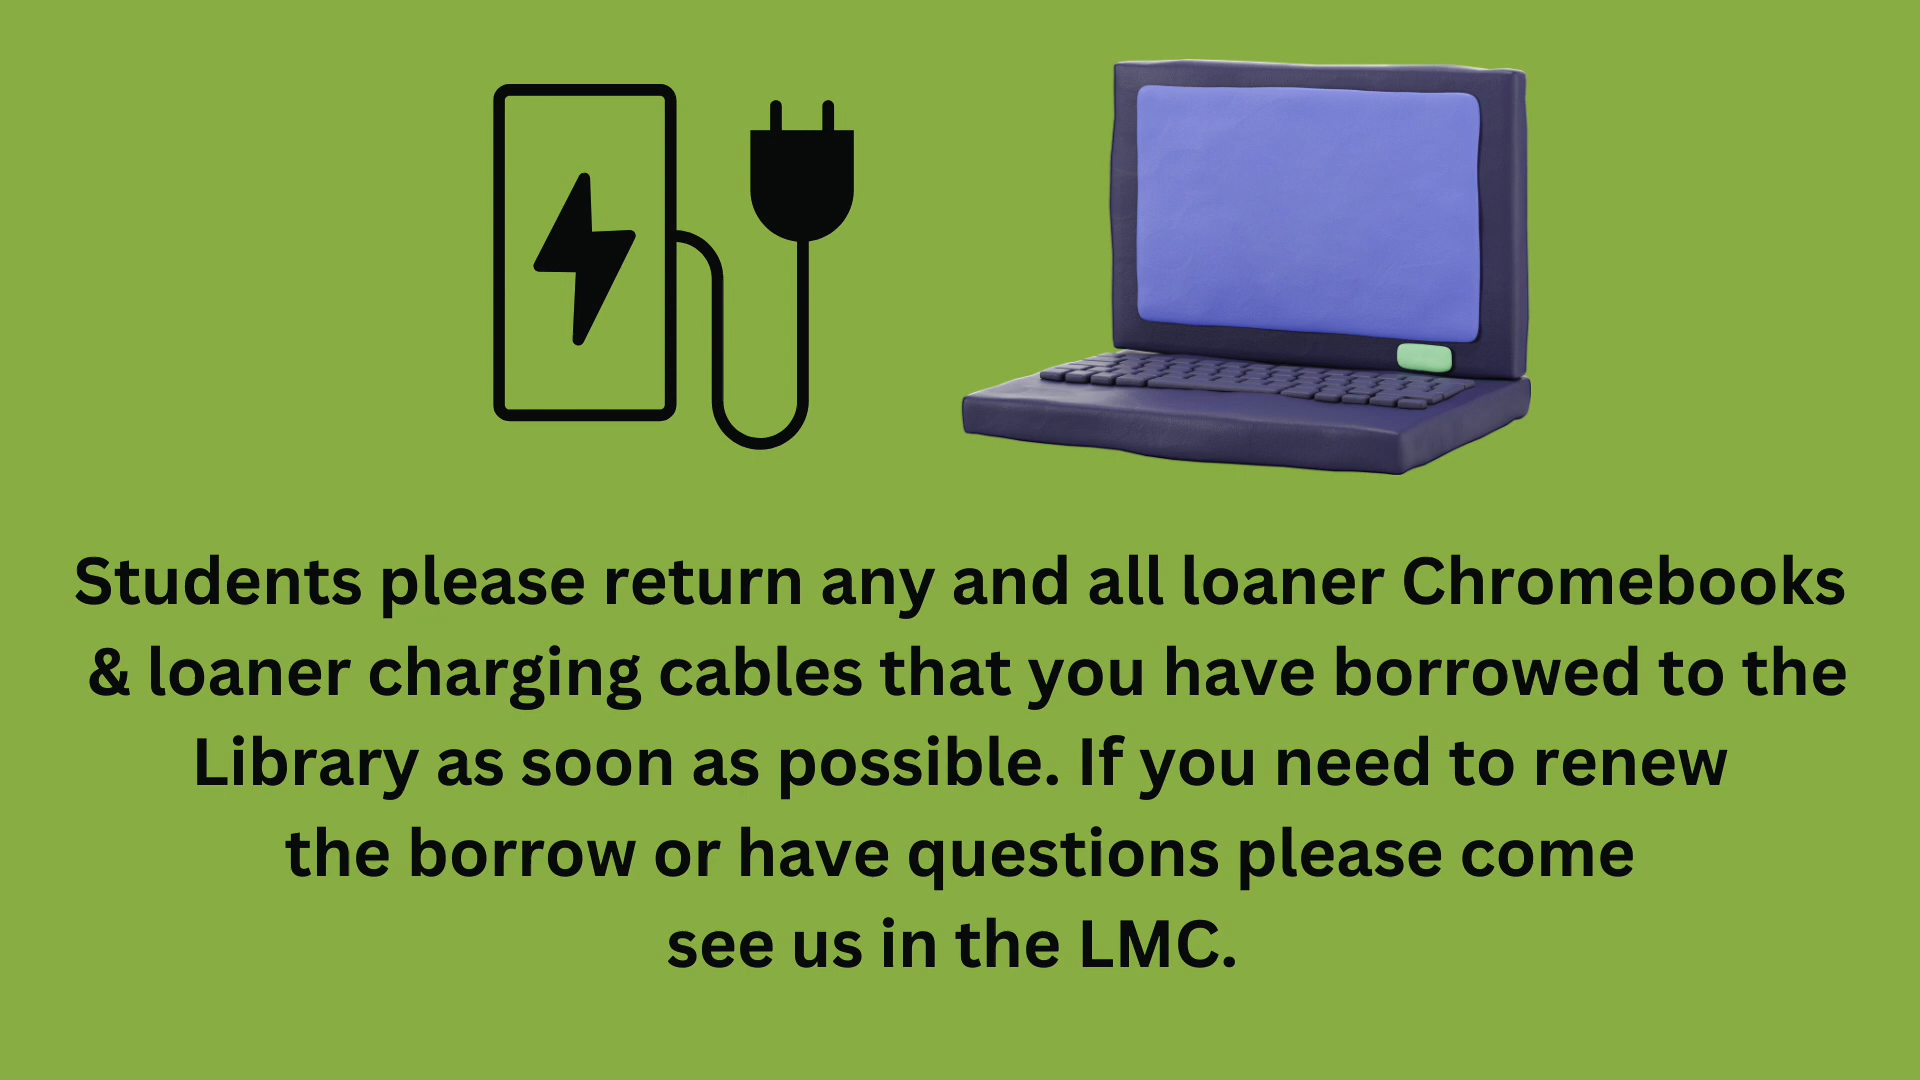 Students please return any and all loaner Chromebooks
& loaner charging cables that you have borrowed to the
Library as soon as possible. If you need to renew
the borrow or have questions please come
see us in the LMC.